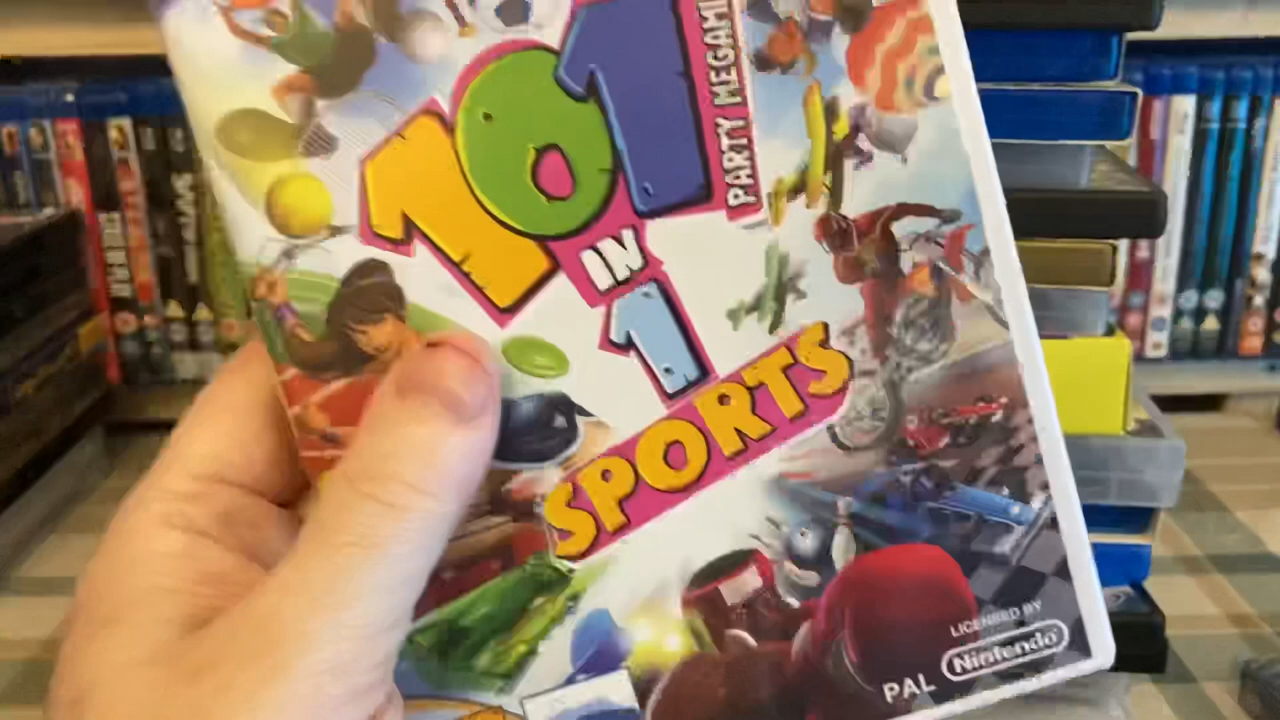 101
PARTY MEGAMI
IN
1
SPORTS
LICENSED BY
Nintendo
PAL